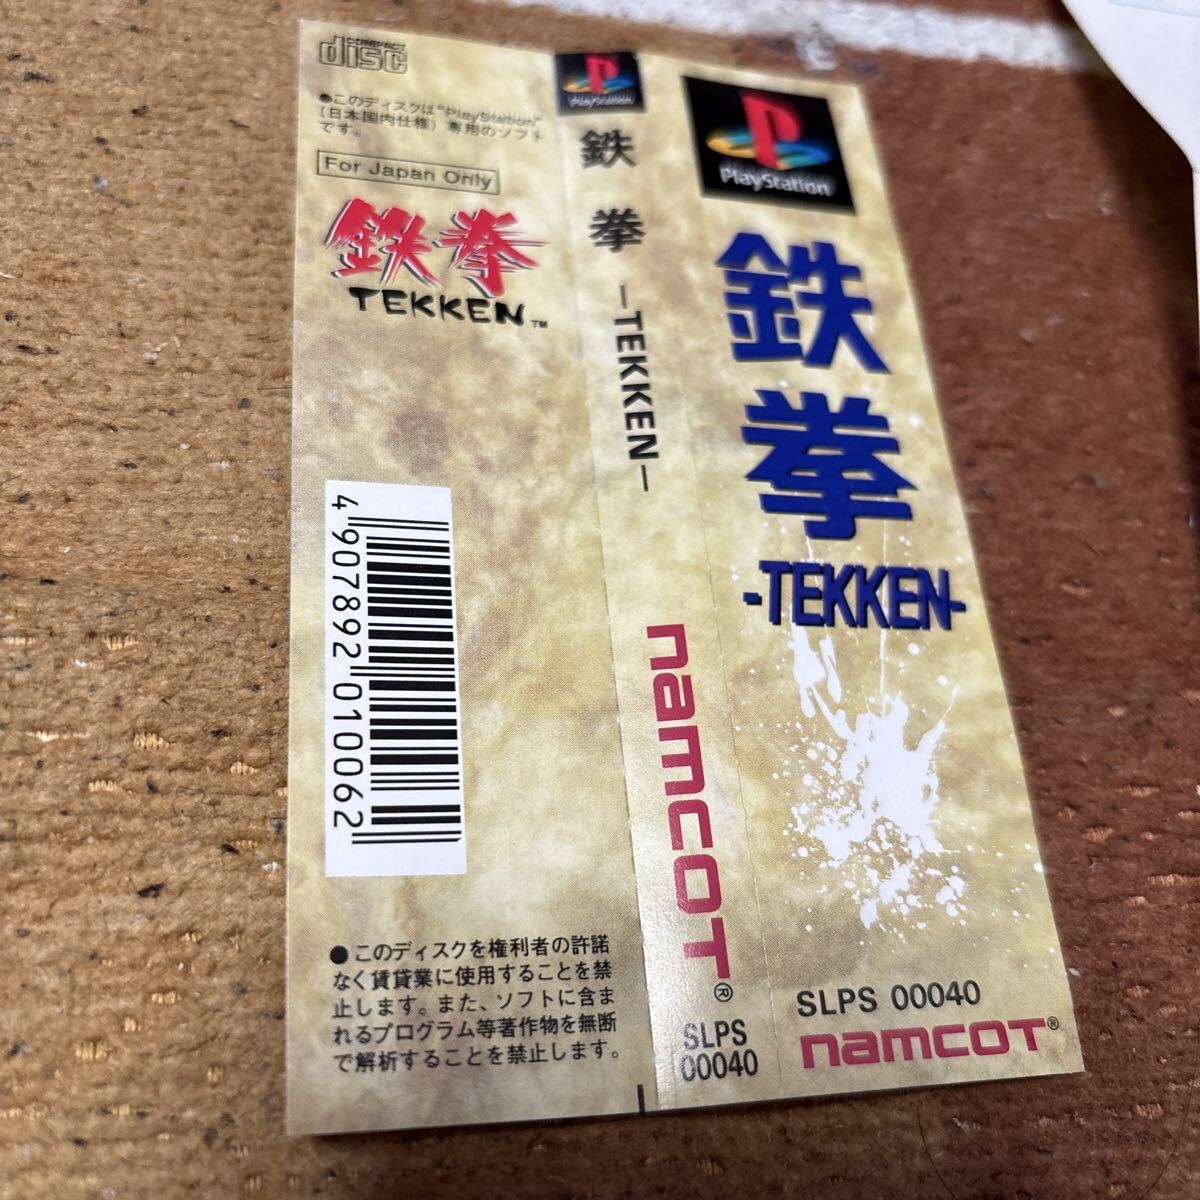 COMPACT
disc
●このディスクは"PlayStation"
(日本国内仕様)専用のソフト
です。
For Japan Only
鉄拳
TEKKEN™
4 907892 010062
●このディスクを権利者の許諾
なく賃貸業に使用することを禁
止します。また、ソフトに含ま
れるプログラム等著作物を無断
で解析することを禁止します。
PlayStation
鉄拳
-TEKKEN-
namcot®
SLPS
00040
PlayStation
鉄
拳
-TEKKEN-
SLPS 00040
namcot®